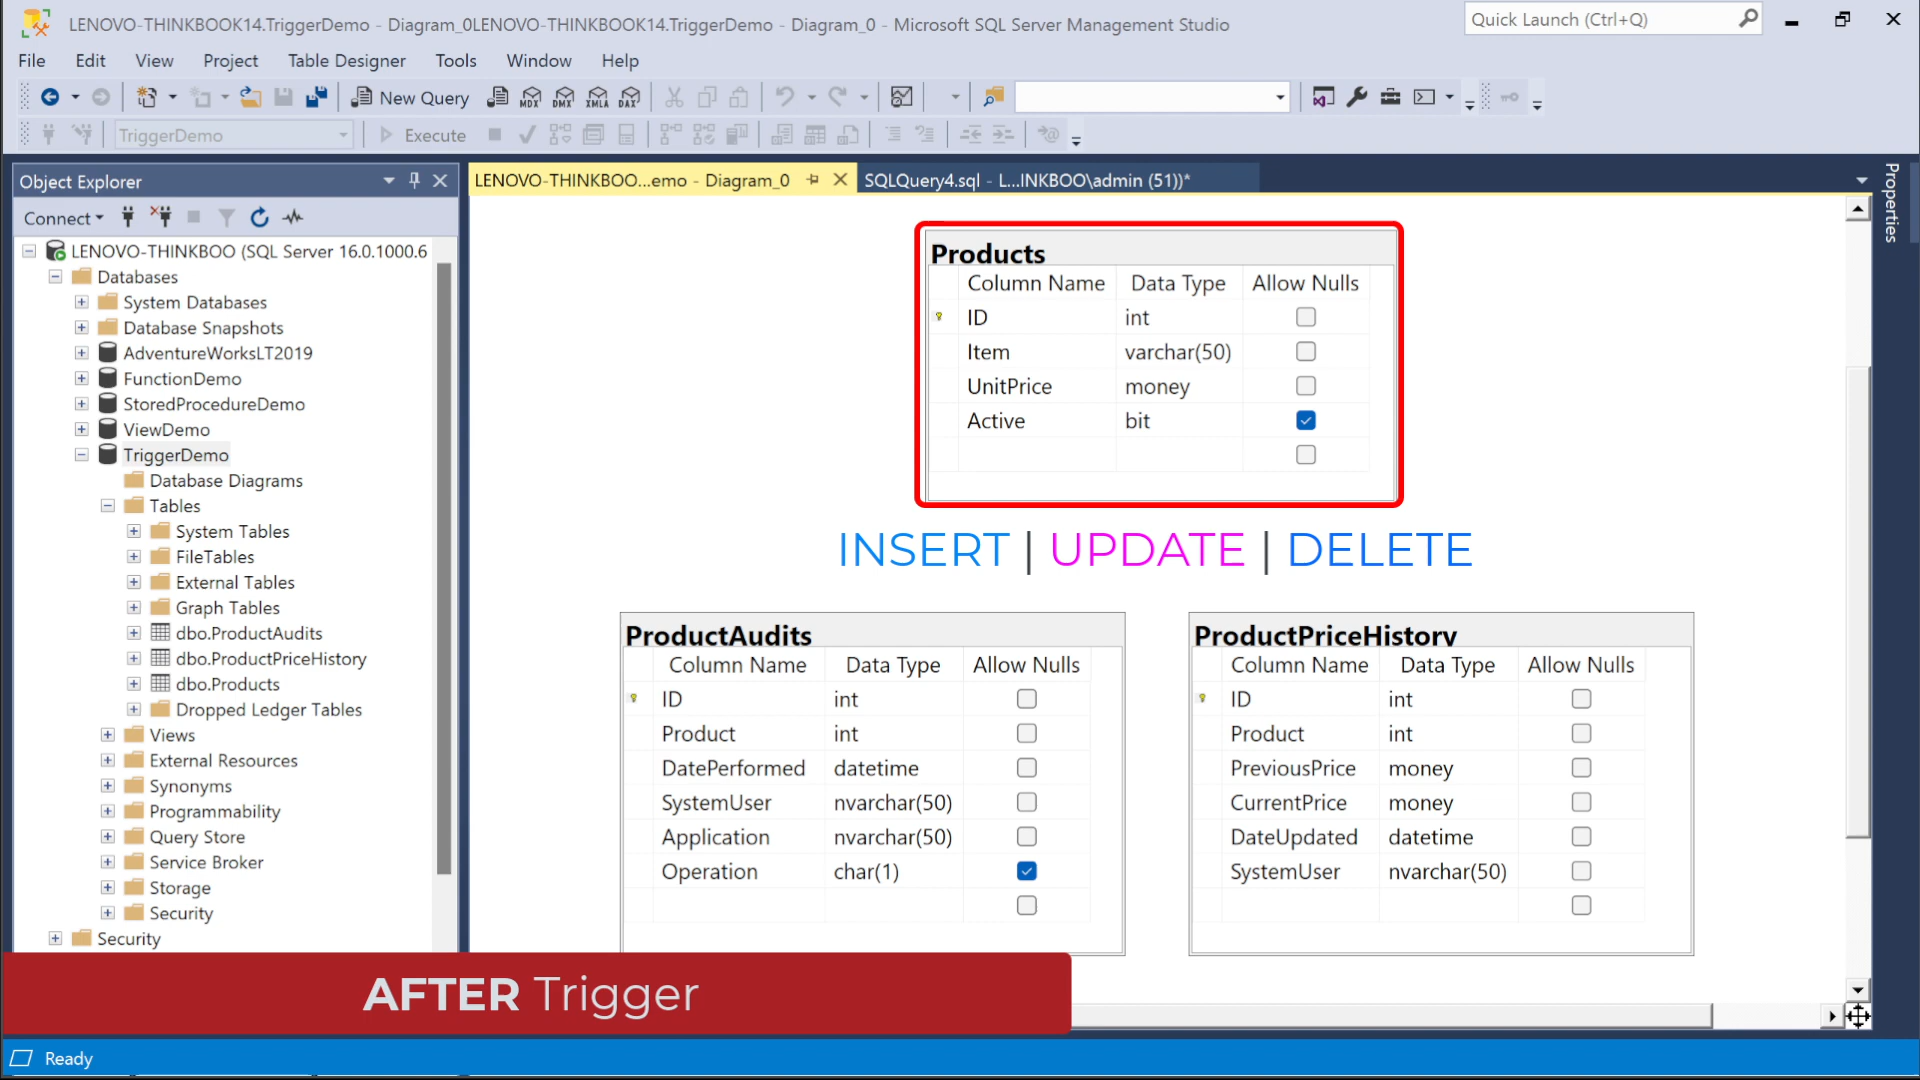 LENOVO-THINKBOOK14.TriggerDemo - Diagram_0LENOVO-THINKBOOK14.TriggerDemo - Diagram_0 - Microsoft SQL Server Management Studio
Quick Launch (Ctrl+Q)
File Edit View Project Table Designer Tools Window Help
New Query MDX DMX XMLA DAX
TriggerDemo Execute
Object Explorer
LENOVO-THINKBOO...emo - Diagram_0
SQLQuery4.sql - L...INKBOO\admin (51))*
Properties
Connect
LENOVO-THINKBOO (SQL Server 16.0.1000.6
Databases
System Databases
Database Snapshots
AdventureWorksLT2019
FunctionDemo
StoredProcedureDemo
ViewDemo
TriggerDemo
Database Diagrams
Tables
System Tables
FileTables
External Tables
Graph Tables
dbo.ProductAudits
dbo.ProductPriceHistory
dbo.Products
Dropped Ledger Tables
Views
External Resources
Synonyms
Programmability
Query Store
Service Broker
Storage
Security
Security
Products
Column Name Data Type Allow Nulls
ID int
Item varchar(50)
UnitPrice money
Active bit
INSERT | UPDATE | DELETE
ProductAudits
Column Name Data Type Allow Nulls
ID int
Product int
DatePerformed datetime
SystemUser nvarchar(50)
Application nvarchar(50)
Operation char(1)
ProductPriceHistory
Column Name Data Type Allow Nulls
ID int
Product int
PreviousPrice money
CurrentPrice money
DateUpdated datetime
SystemUser nvarchar(50)
AFTER Trigger
Ready